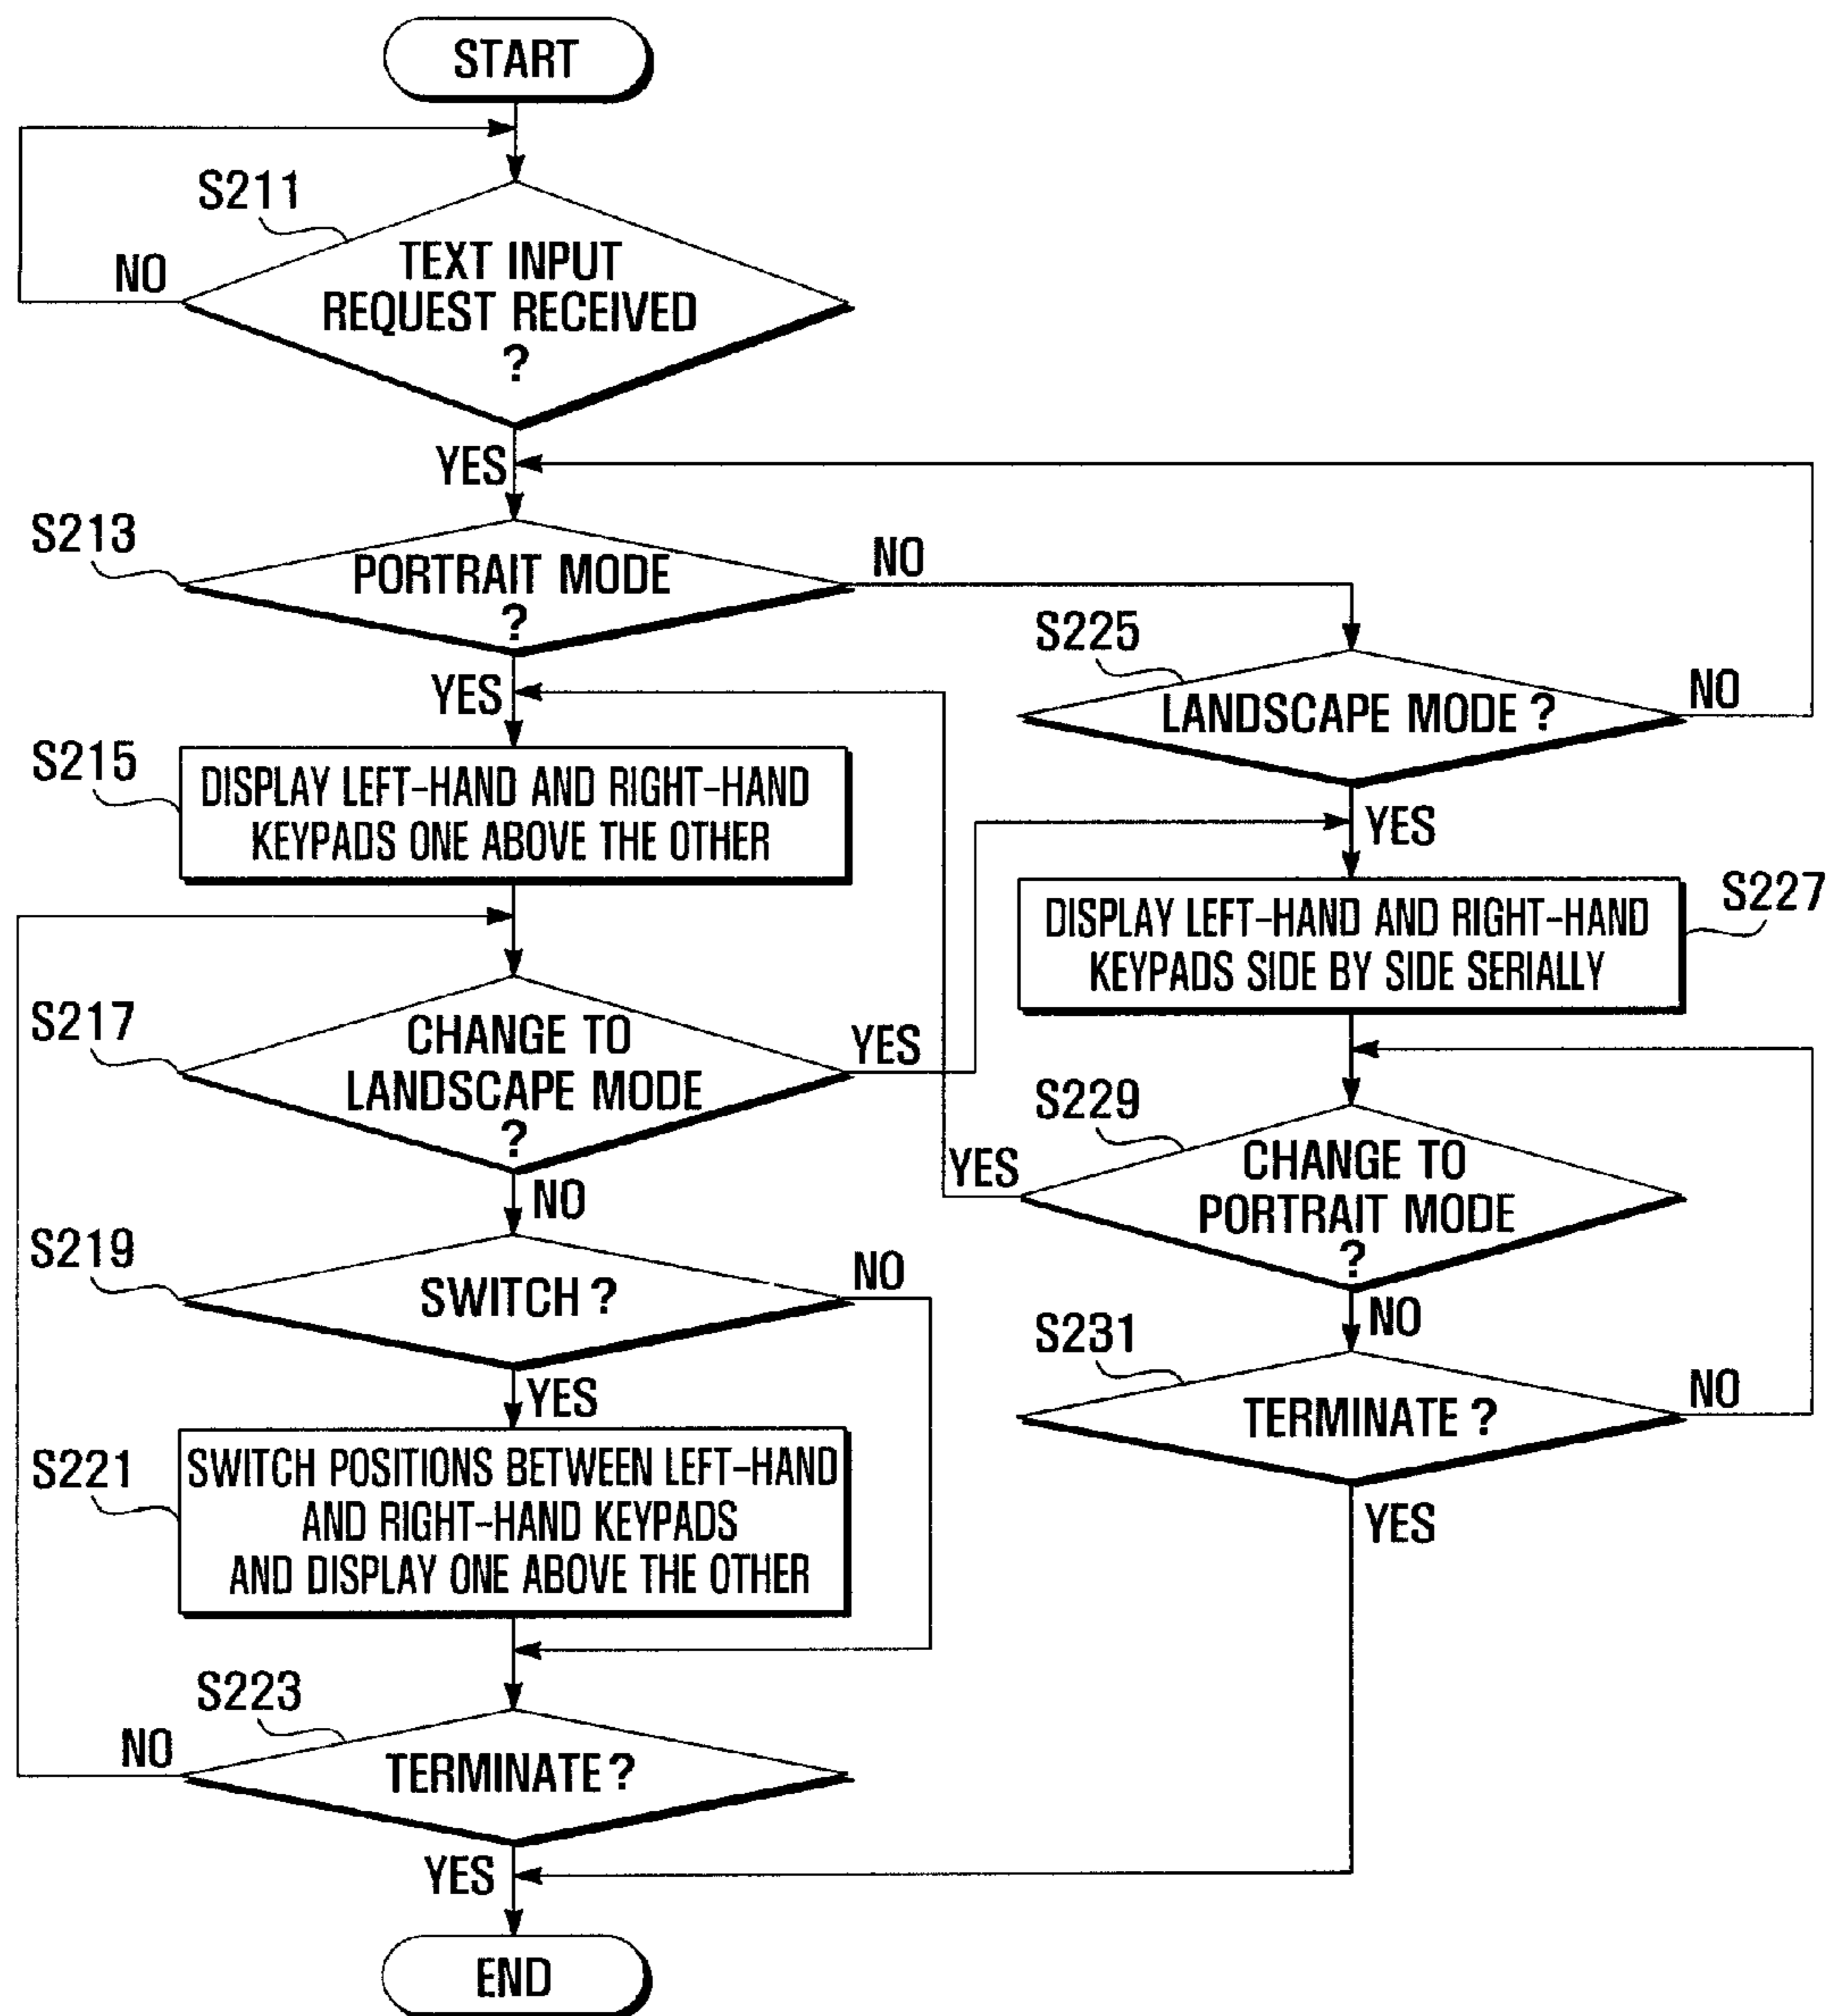 START
S211
NO
TEXT INPUT
REQUEST RECEIVED
?
YES
S213
PORTRAIT MODE
?
NO
S225
LANDSCAPE MODE ?
NO
YES
S215
DISPLAY LEFT-HAND AND RIGHT-HAND
KEYPADS ONE ABOVE THE OTHER
YES
S227
DISPLAY LEFT-HAND AND RIGHT-HAND
KEYPADS SIDE BY SIDE SERIALLY
S217
CHANGE TO
LANDSCAPE MODE
?
YES
NO
S229
CHANGE TO
PORTRAIT MODE
?
YES
NO
S219
SWITCH ?
NO
YES
S231
TERMINATE ?
NO
YES
S221
SWITCH POSITIONS BETWEEN LEFT-HAND
AND RIGHT-HAND KEYPADS
AND DISPLAY ONE ABOVE THE OTHER
S223
NO
TERMINATE ?
YES
END